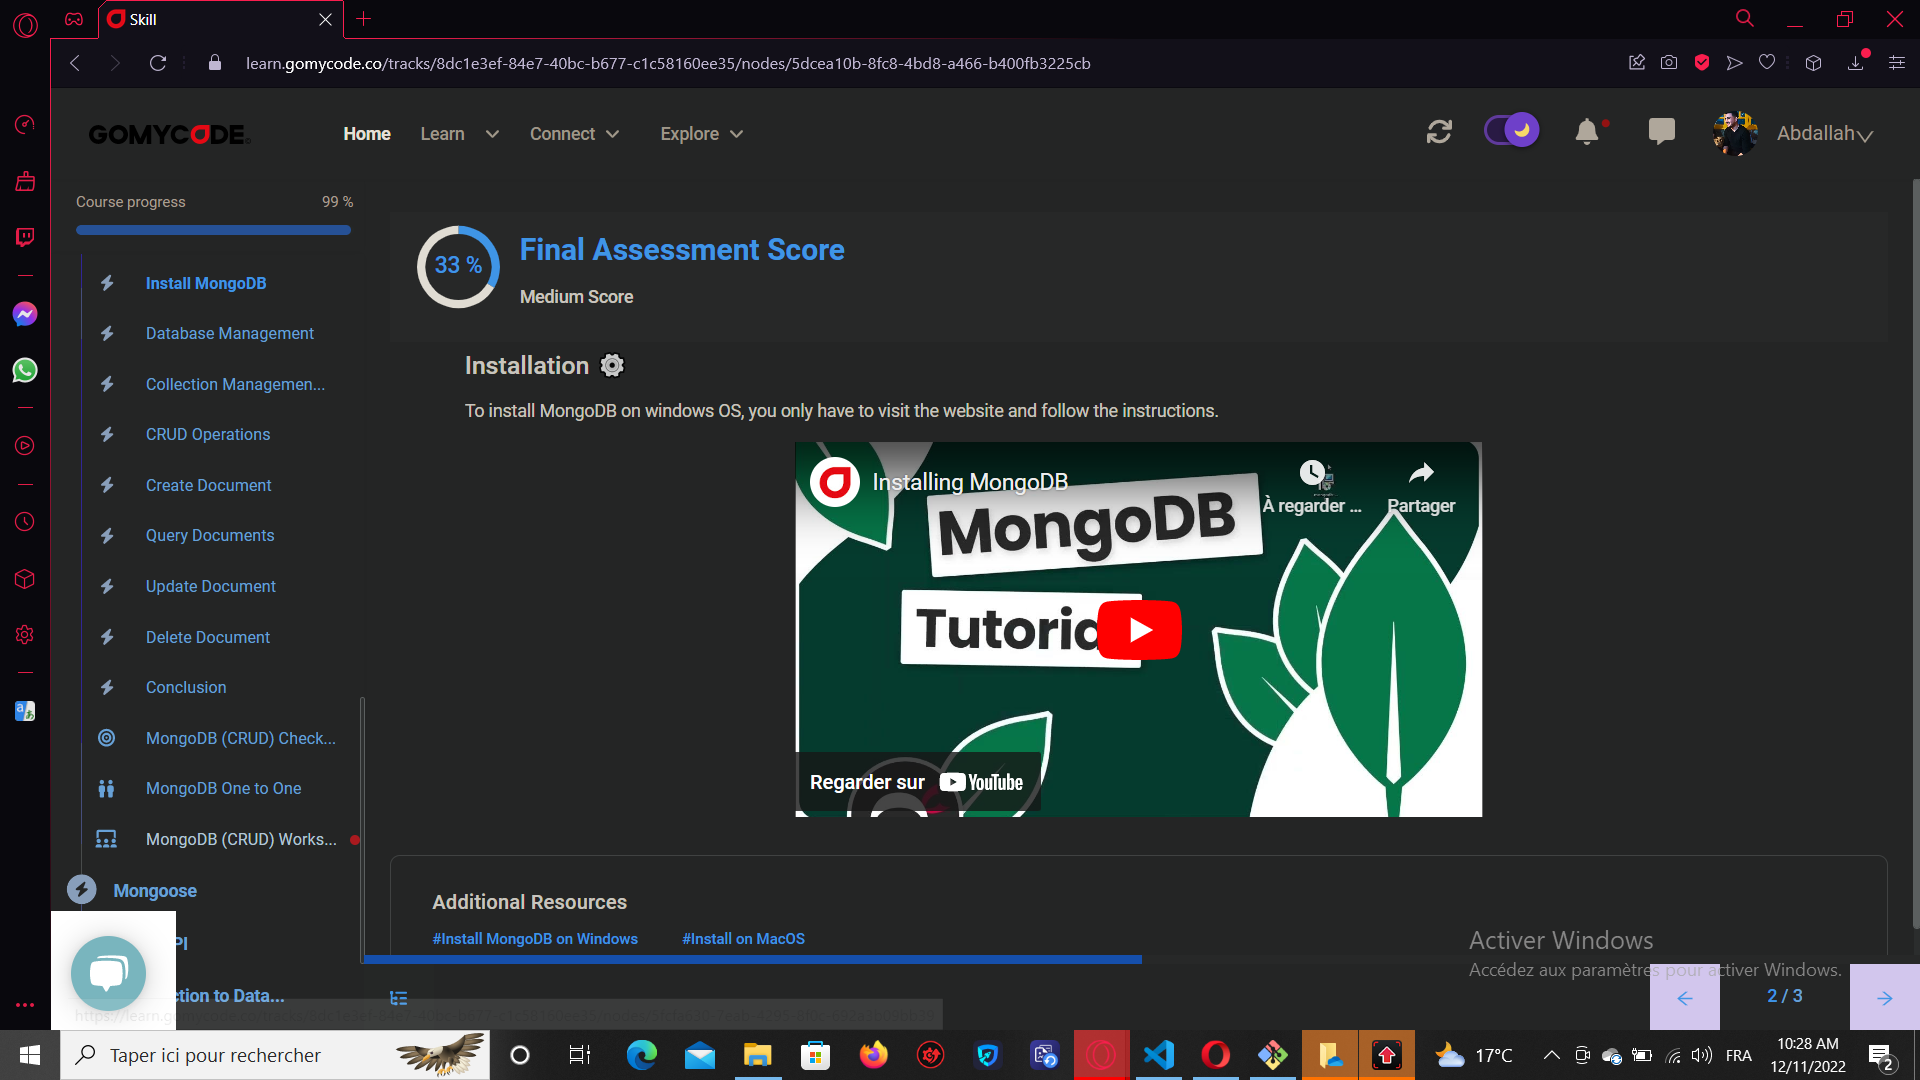 Skill
learn.gomycode.co/tracks/8dc1e3ef-84e7-40bc-b677-c1c58160ee35/nodes/5dcea10b-8fc8-4bd8-a466-b400fb3225cb
GOMYCODE
Home
Learn
Connect
Explore
Abdallah
Course progress
99 %
Install MongoDB
Database Management
Collection Managemen...
CRUD Operations
Create Document
Query Documents
Update Document
Delete Document
Conclusion
MongoDB (CRUD) Check...
MongoDB One to One
MongoDB (CRUD) Works...
Mongoose
PI
ction to Data...
33 %
Final Assessment Score
Medium Score
Installation
To install MongoDB on windows OS, you only have to visit the website and follow the instructions.
Installing MongoDB
À regarder ...
Partager
MongoDB
Tutoria
Regarder sur YouTube
Additional Resources
#Install MongoDB on Windows
#Install on MacOS
Activer Windows
Accédez aux paramètres pour activer Windows.
2 / 3
Taper ici pour rechercher
17°C
FRA
10:28 AM
12/11/2022
2